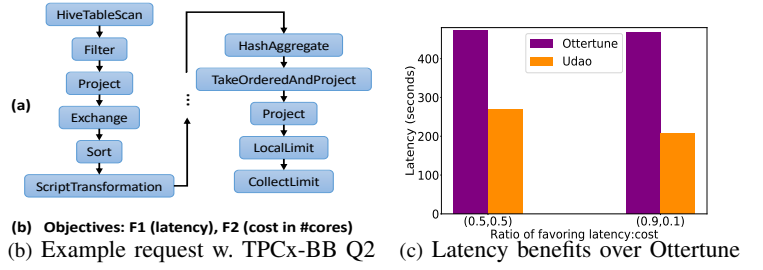 (a)
HiveTableScan
Filter
Project
Exchange
Sort
ScriptTransformation
...
HashAggregate
TakeOrderedAndProject
Project
LocalLimit
CollectLimit
(b) Objectives: F1 (latency), F2 (cost in #cores)
(b) Example request w. TPCx-BB Q2
Latency (seconds)
400
300
200
100
0
Ottertune
Udao
(0.5,0.5) (0.9,0.1)
Ratio of favoring latency:cost
(c) Latency benefits over Ottertune